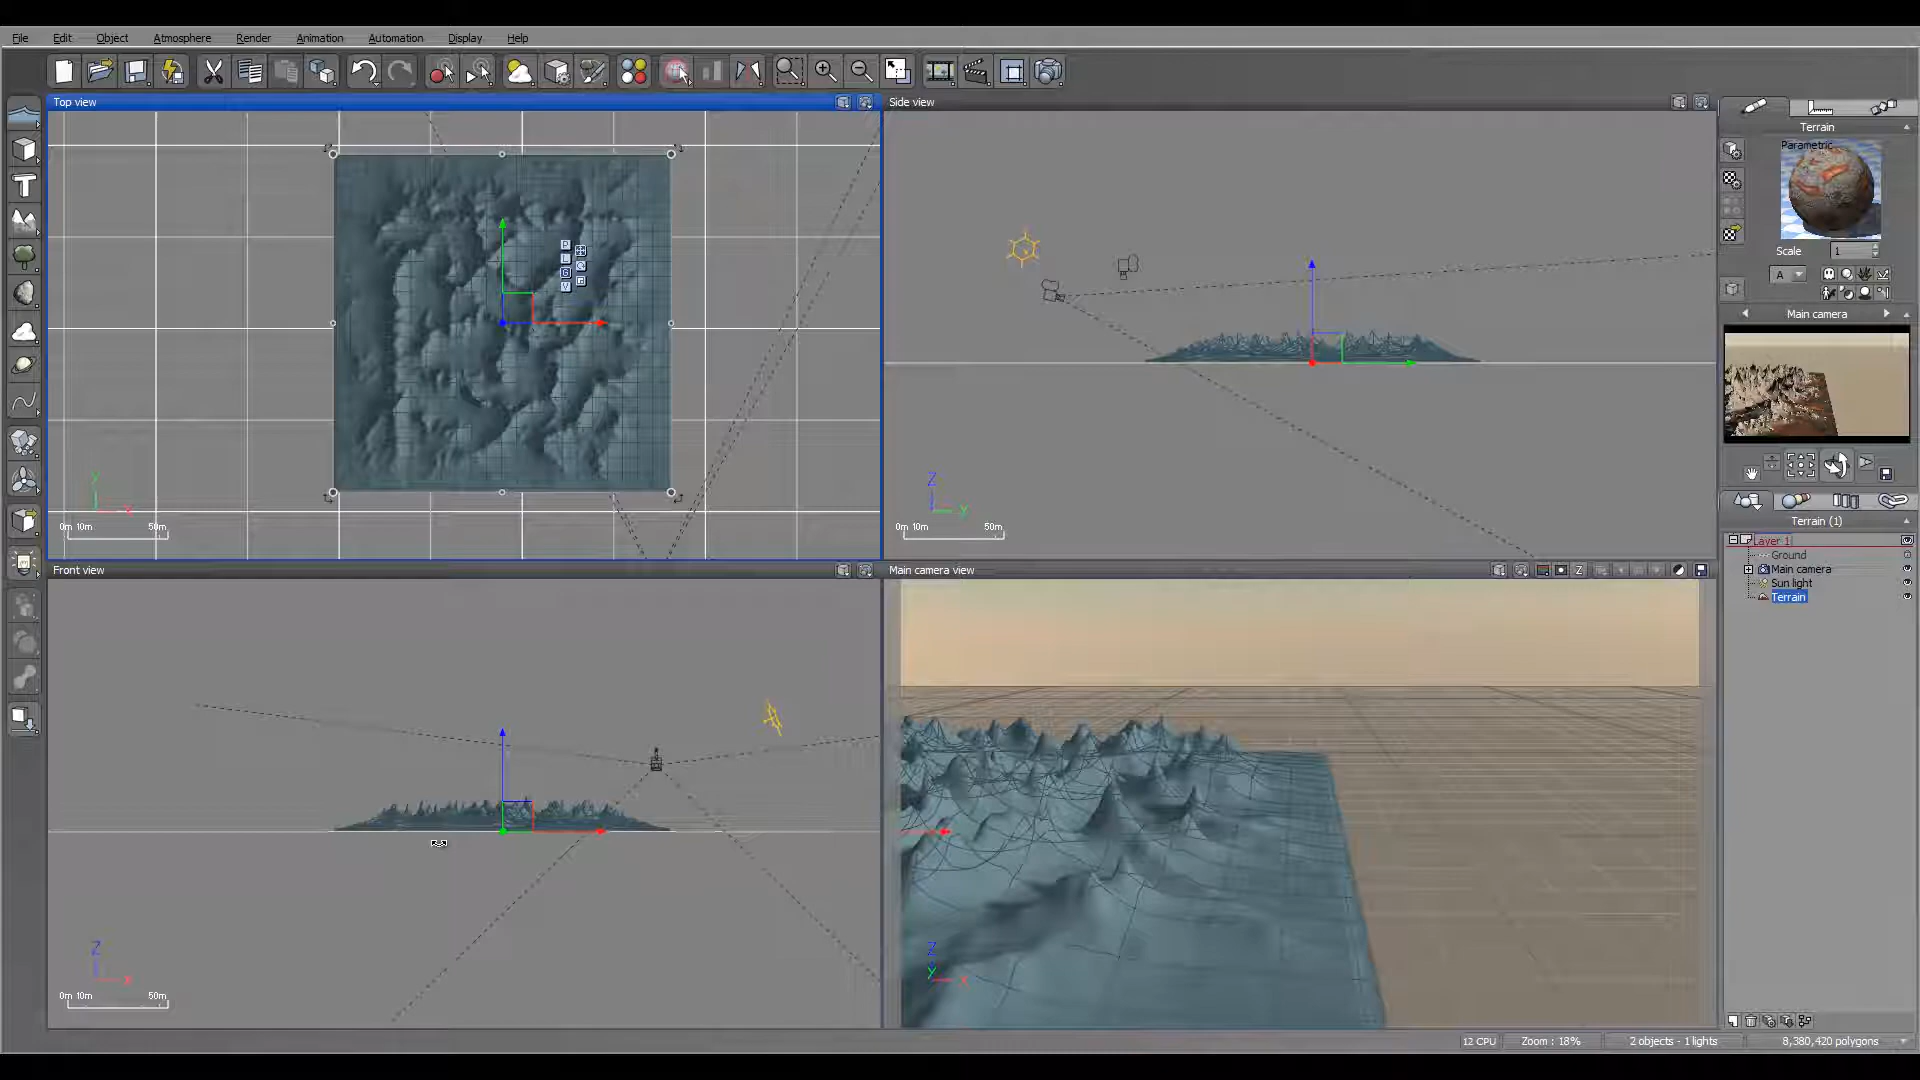 File Edit Object Atmosphere Render Animation Automation Display Help
Top view
Side view
Terrain
Parametric
Scale 1
A
Main camera
P
L
G
V
Y
X
0m 10m 50m
Z
Y
0m 10m 50m
Terrain (1)
Layer 1
Ground
Main camera
Sun light
Terrain
Front view
Main camera view
Z
Z
X
0m 10m 50m
Z
Y
X
12 CPU Zoom : 18% 2 objects - 1 lights 8,380,420 polygons